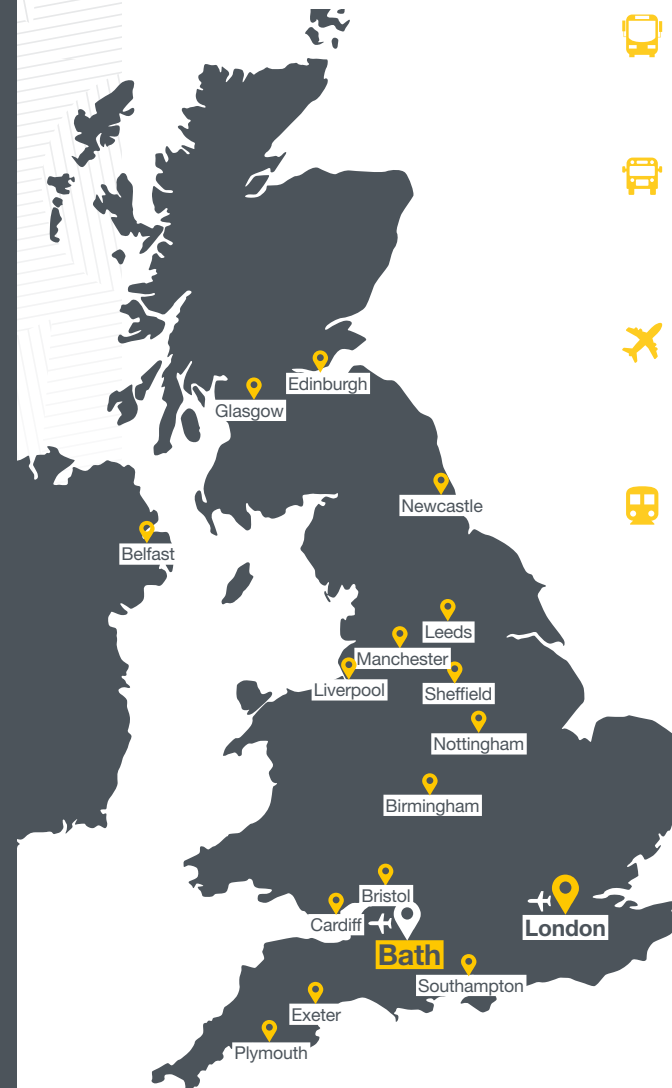 Edinburgh
Glasgow
Newcastle
Belfast
Leeds
Manchester
Liverpool
Sheffield
Nottingham
Birmingham
Bristol
Cardiff
London
Bath
Southampton
Exeter
Plymouth